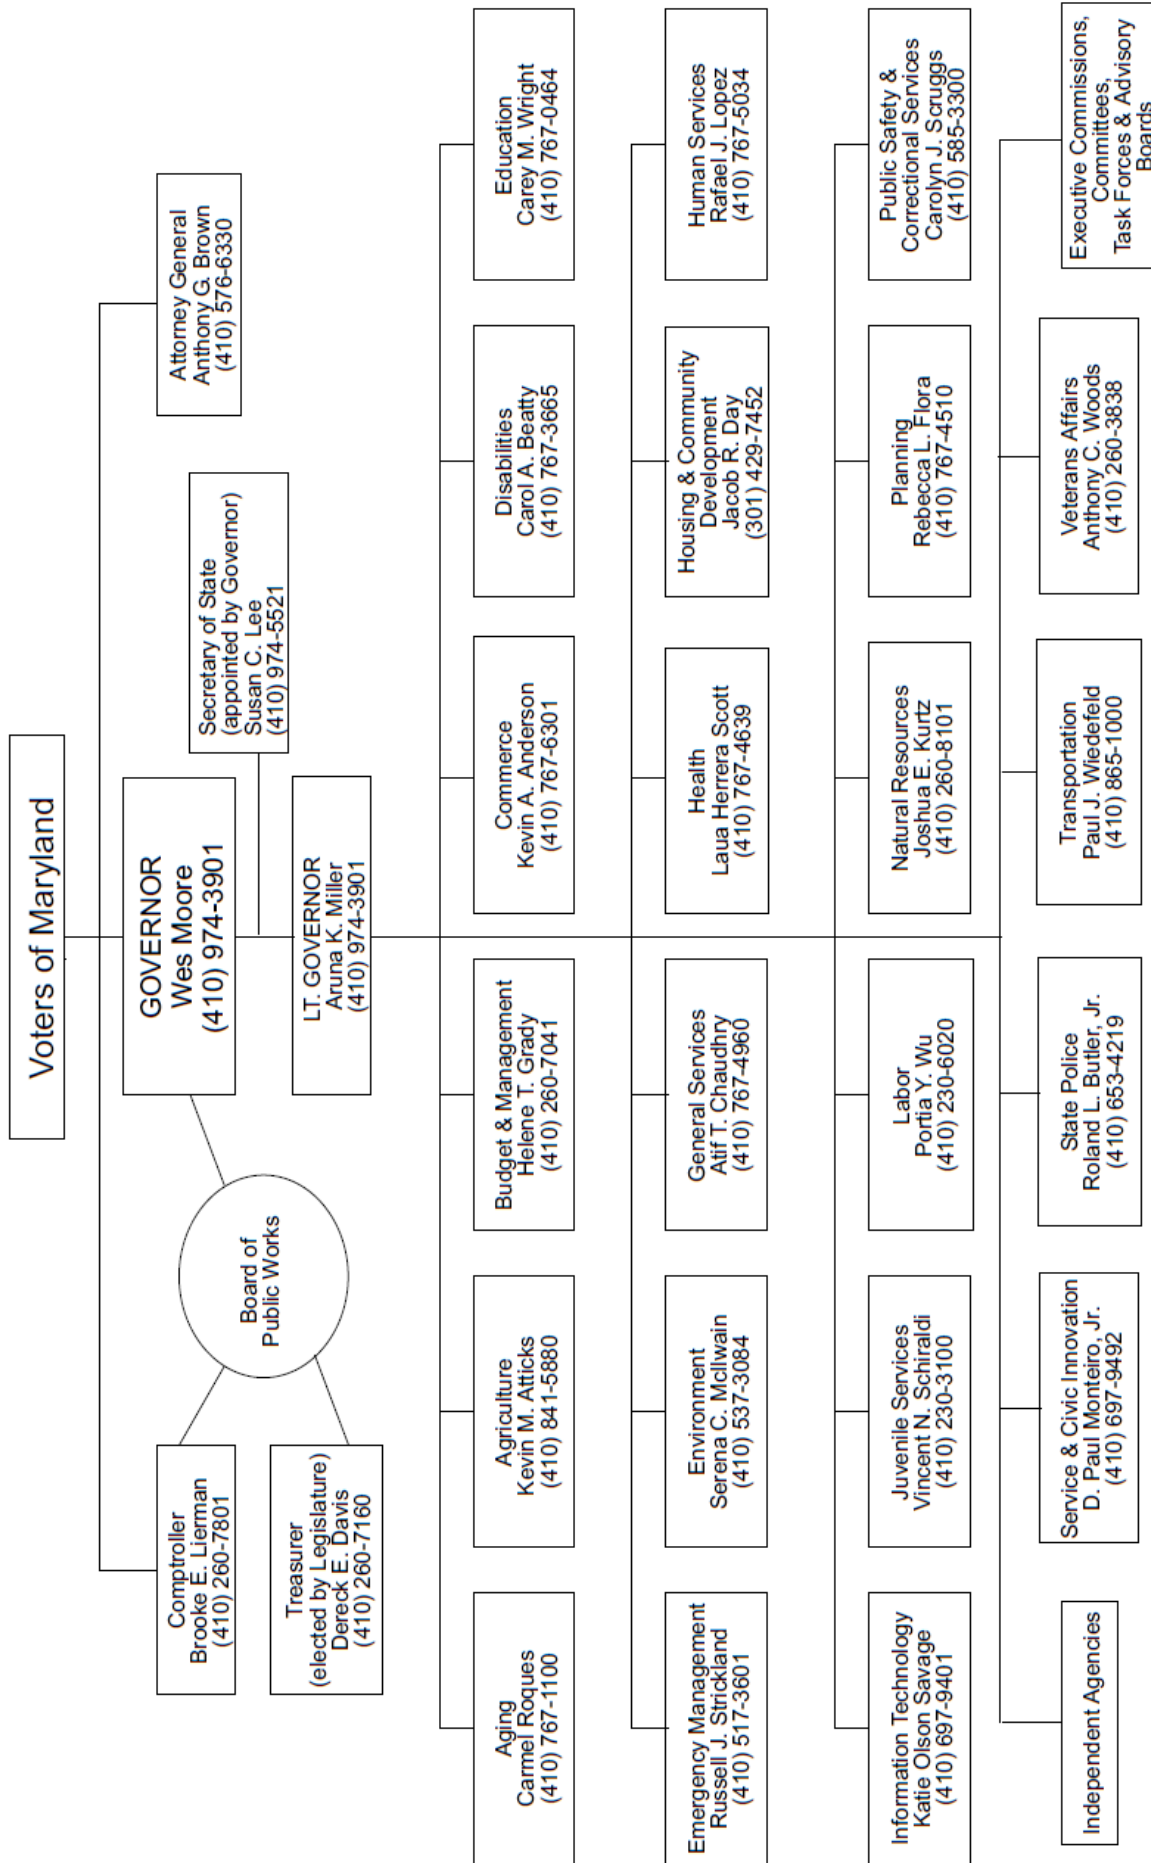 Voters of Maryland
GOVERNOR
Wes Moore
(410) 974-3901
Attorney General
Anthony G. Brown
(410) 576-6330
Comptroller
Brooke E. Lierman
(410) 260-7801
Board of
Public Works
Secretary of State
(appointed by Governor)
Susan C. Lee
(410) 974-5521
Treasurer
(elected by Legislature)
Dereck E. Davis
(410) 260-7160
LT. GOVERNOR
Aruna K. Miller
(410) 974-3901
Aging
Carmel Roques
(410) 767-1100
Agriculture
Kevin M. Atticks
(410) 841-5880
Budget & Management
Helene T. Grady
(410) 260-7041
Commerce
Kevin A. Anderson
(410) 767-6301
Disabilities
Carol A. Beatty
(410) 767-3665
Education
Carey M. Wright
(410) 767-0464
Emergency Management
Russell J. Strickland
(410) 517-3601
Environment
Serena C. McIlwain
(410) 537-3084
General Services
Atif T. Chaudhry
(410) 767-4960
Health
Laua Herrera Scott
(410) 767-4639
Housing & Community
Development
Jacob R. Day
(301) 429-7452
Human Services
Rafael J. Lopez
(410) 767-5034
Information Technology
Katie Olson Savage
(410) 697-9401
Juvenile Services
Vincent N. Schiraldi
(410) 230-3100
Labor
Portia Y. Wu
(410) 230-6020
Natural Resources
Joshua E. Kurtz
(410) 260-8101
Planning
Rebecca L. Flora
(410) 767-4510
Public Safety &
Correctional Services
Carolyn J. Scruggs
(410) 585-3300
Independent Agencies
Service & Civic Innovation
D. Paul Monteiro, Jr.
(410) 697-9492
State Police
Roland L. Butler, Jr.
(410) 653-4219
Transportation
Paul J. Wiedefeld
(410) 865-1000
Veterans Affairs
Anthony C. Woods
(410) 260-3838
Executive Commissions,
Committees,
Task Forces & Advisory
Boards